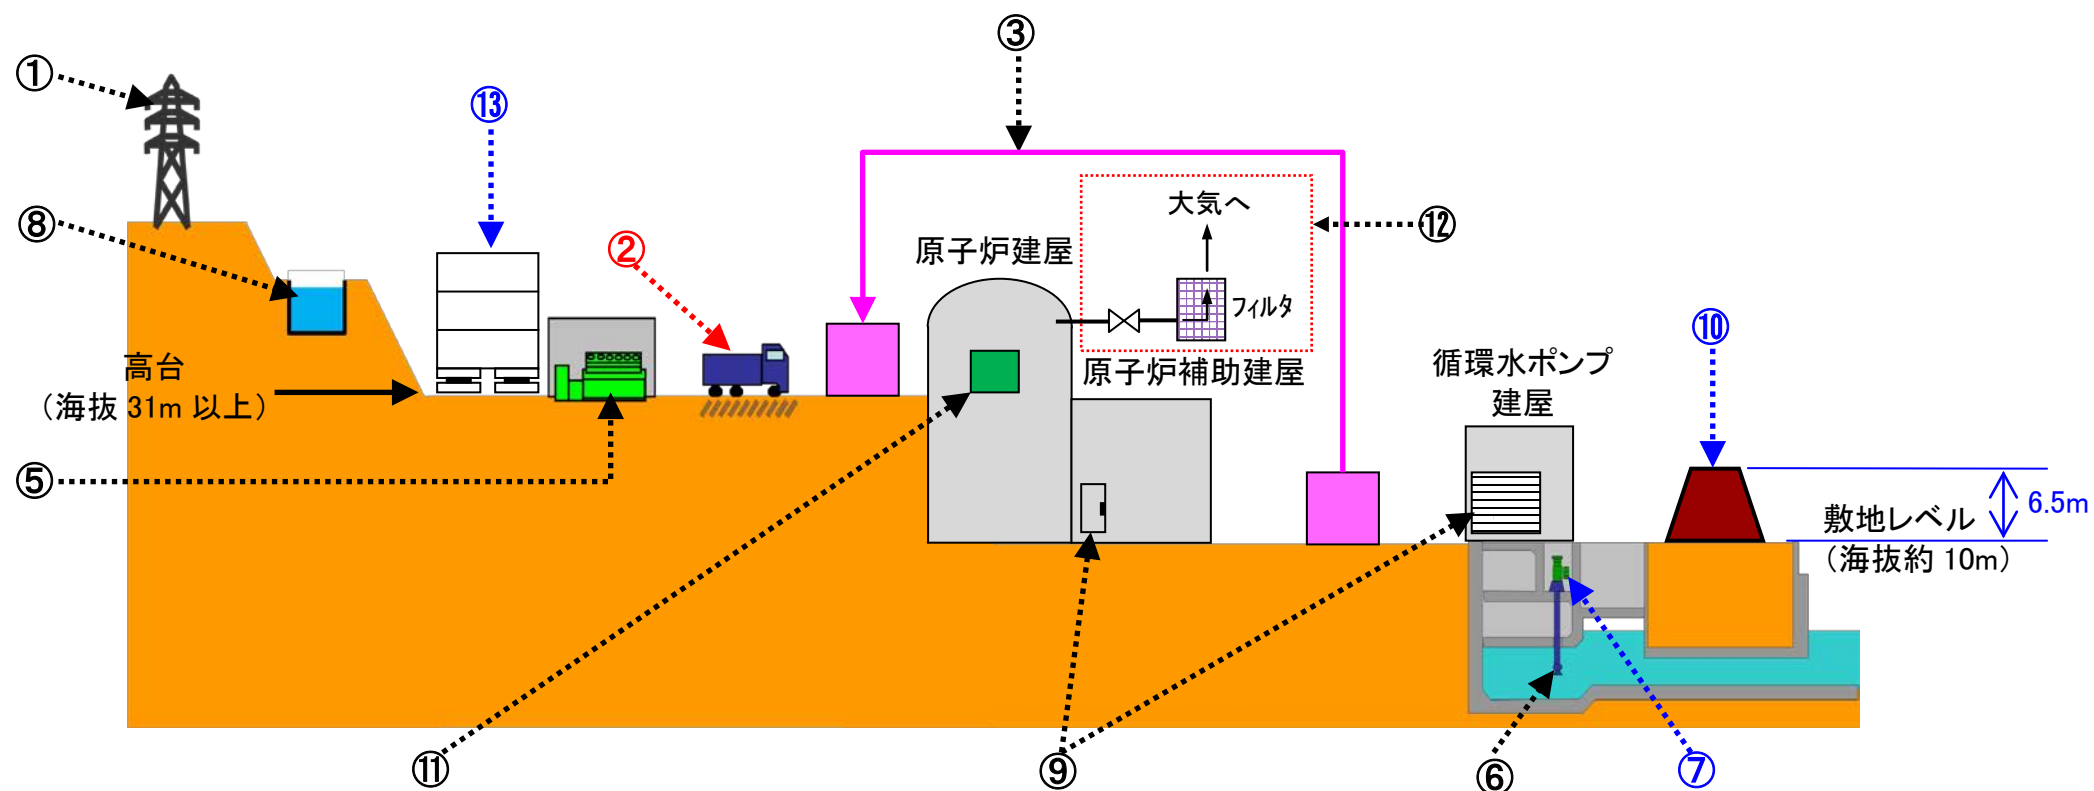 ③
①
⑬
⑧
大気へ
⑫
②
原子炉建屋
フィルタ
⑩
高台
（海抜 31m 以上）
原子炉補助建屋
循環水ポンプ
建屋
⑤
6.5m
敷地レベル
（海抜約 10m）
⑪
⑨
⑥
⑦